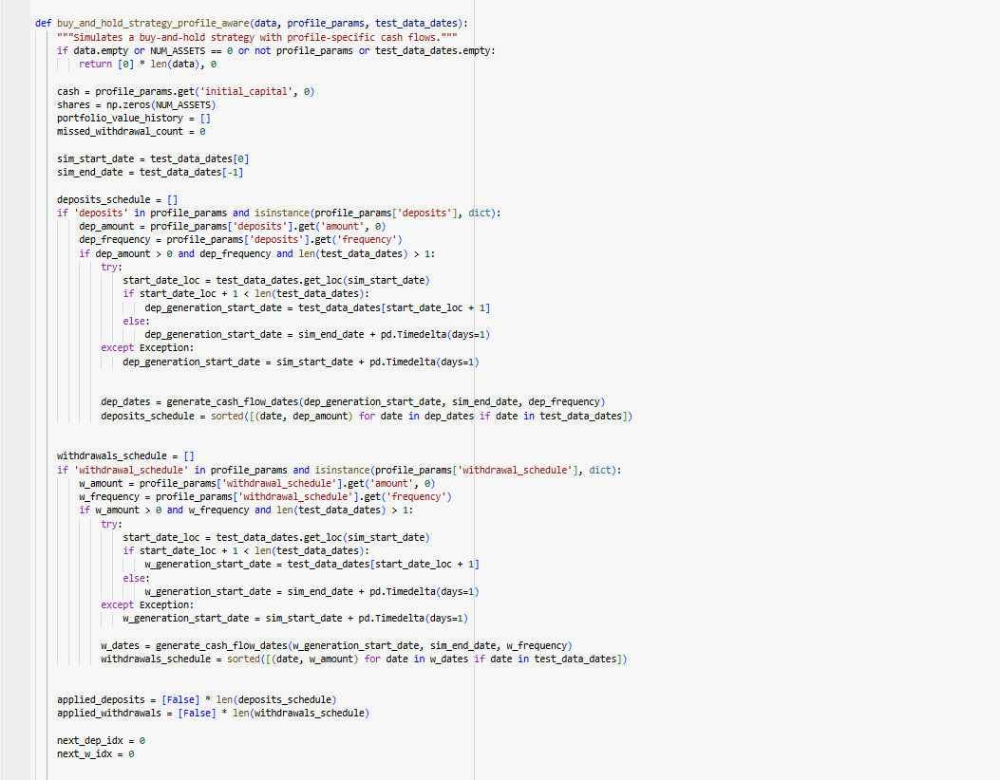 def buy_and_hold_strategy_profile_aware(data, profile_params, test_data_dates):
    """Simulates a buy-and-hold strategy with profile-specific cash flows."""
    if data.empty or NUM_ASSETS == 0 or not profile_params or test_data_dates.empty:
        return [0] * len(data), 0

    cash = profile_params.get('initial_capital', 0)
    shares = np.zeros(NUM_ASSETS)
    portfolio_value_history = []
    missed_withdrawal_count = 0

    sim_start_date = test_data_dates[0]
    sim_end_date = test_data_dates[-1]

    deposits_schedule = []
    if 'deposits' in profile_params and isinstance(profile_params['deposits'], dict):
        dep_amount = profile_params['deposits'].get('amount', 0)
        dep_frequency = profile_params['deposits'].get('frequency')
        if dep_amount > 0 and dep_frequency and len(test_data_dates) > 1:
            try:
                start_date_loc = test_data_dates.get_loc(sim_start_date)
                if start_date_loc + 1 < len(test_data_dates):
                    dep_generation_start_date = test_data_dates[start_date_loc + 1]
                else:
                    dep_generation_start_date = sim_end_date + pd.Timedelta(days=1)
            except Exception:
                dep_generation_start_date = sim_start_date + pd.Timedelta(days=1)


            dep_dates = generate_cash_flow_dates(dep_generation_start_date, sim_end_date, dep_frequency)
            deposits_schedule = sorted([(date, dep_amount) for date in dep_dates if date in test_data_dates])


    withdrawals_schedule = []
    if 'withdrawal_schedule' in profile_params and isinstance(profile_params['withdrawal_schedule'], dict):
        w_amount = profile_params['withdrawal_schedule'].get('amount', 0)
        w_frequency = profile_params['withdrawal_schedule'].get('frequency')
        if w_amount > 0 and w_frequency and len(test_data_dates) > 1:
            try:
                start_date_loc = test_data_dates.get_loc(sim_start_date)
                if start_date_loc + 1 < len(test_data_dates):
                    w_generation_start_date = test_data_dates[start_date_loc + 1]
                else:
                    w_generation_start_date = sim_end_date + pd.Timedelta(days=1)
            except Exception:
                w_generation_start_date = sim_start_date + pd.Timedelta(days=1)

            w_dates = generate_cash_flow_dates(w_generation_start_date, sim_end_date, w_frequency)
            withdrawals_schedule = sorted([(date, w_amount) for date in w_dates if date in test_data_dates])


    applied_deposits = [False] * len(deposits_schedule)
    applied_withdrawals = [False] * len(withdrawals_schedule)

    next_dep_idx = 0
    next_w_idx = 0